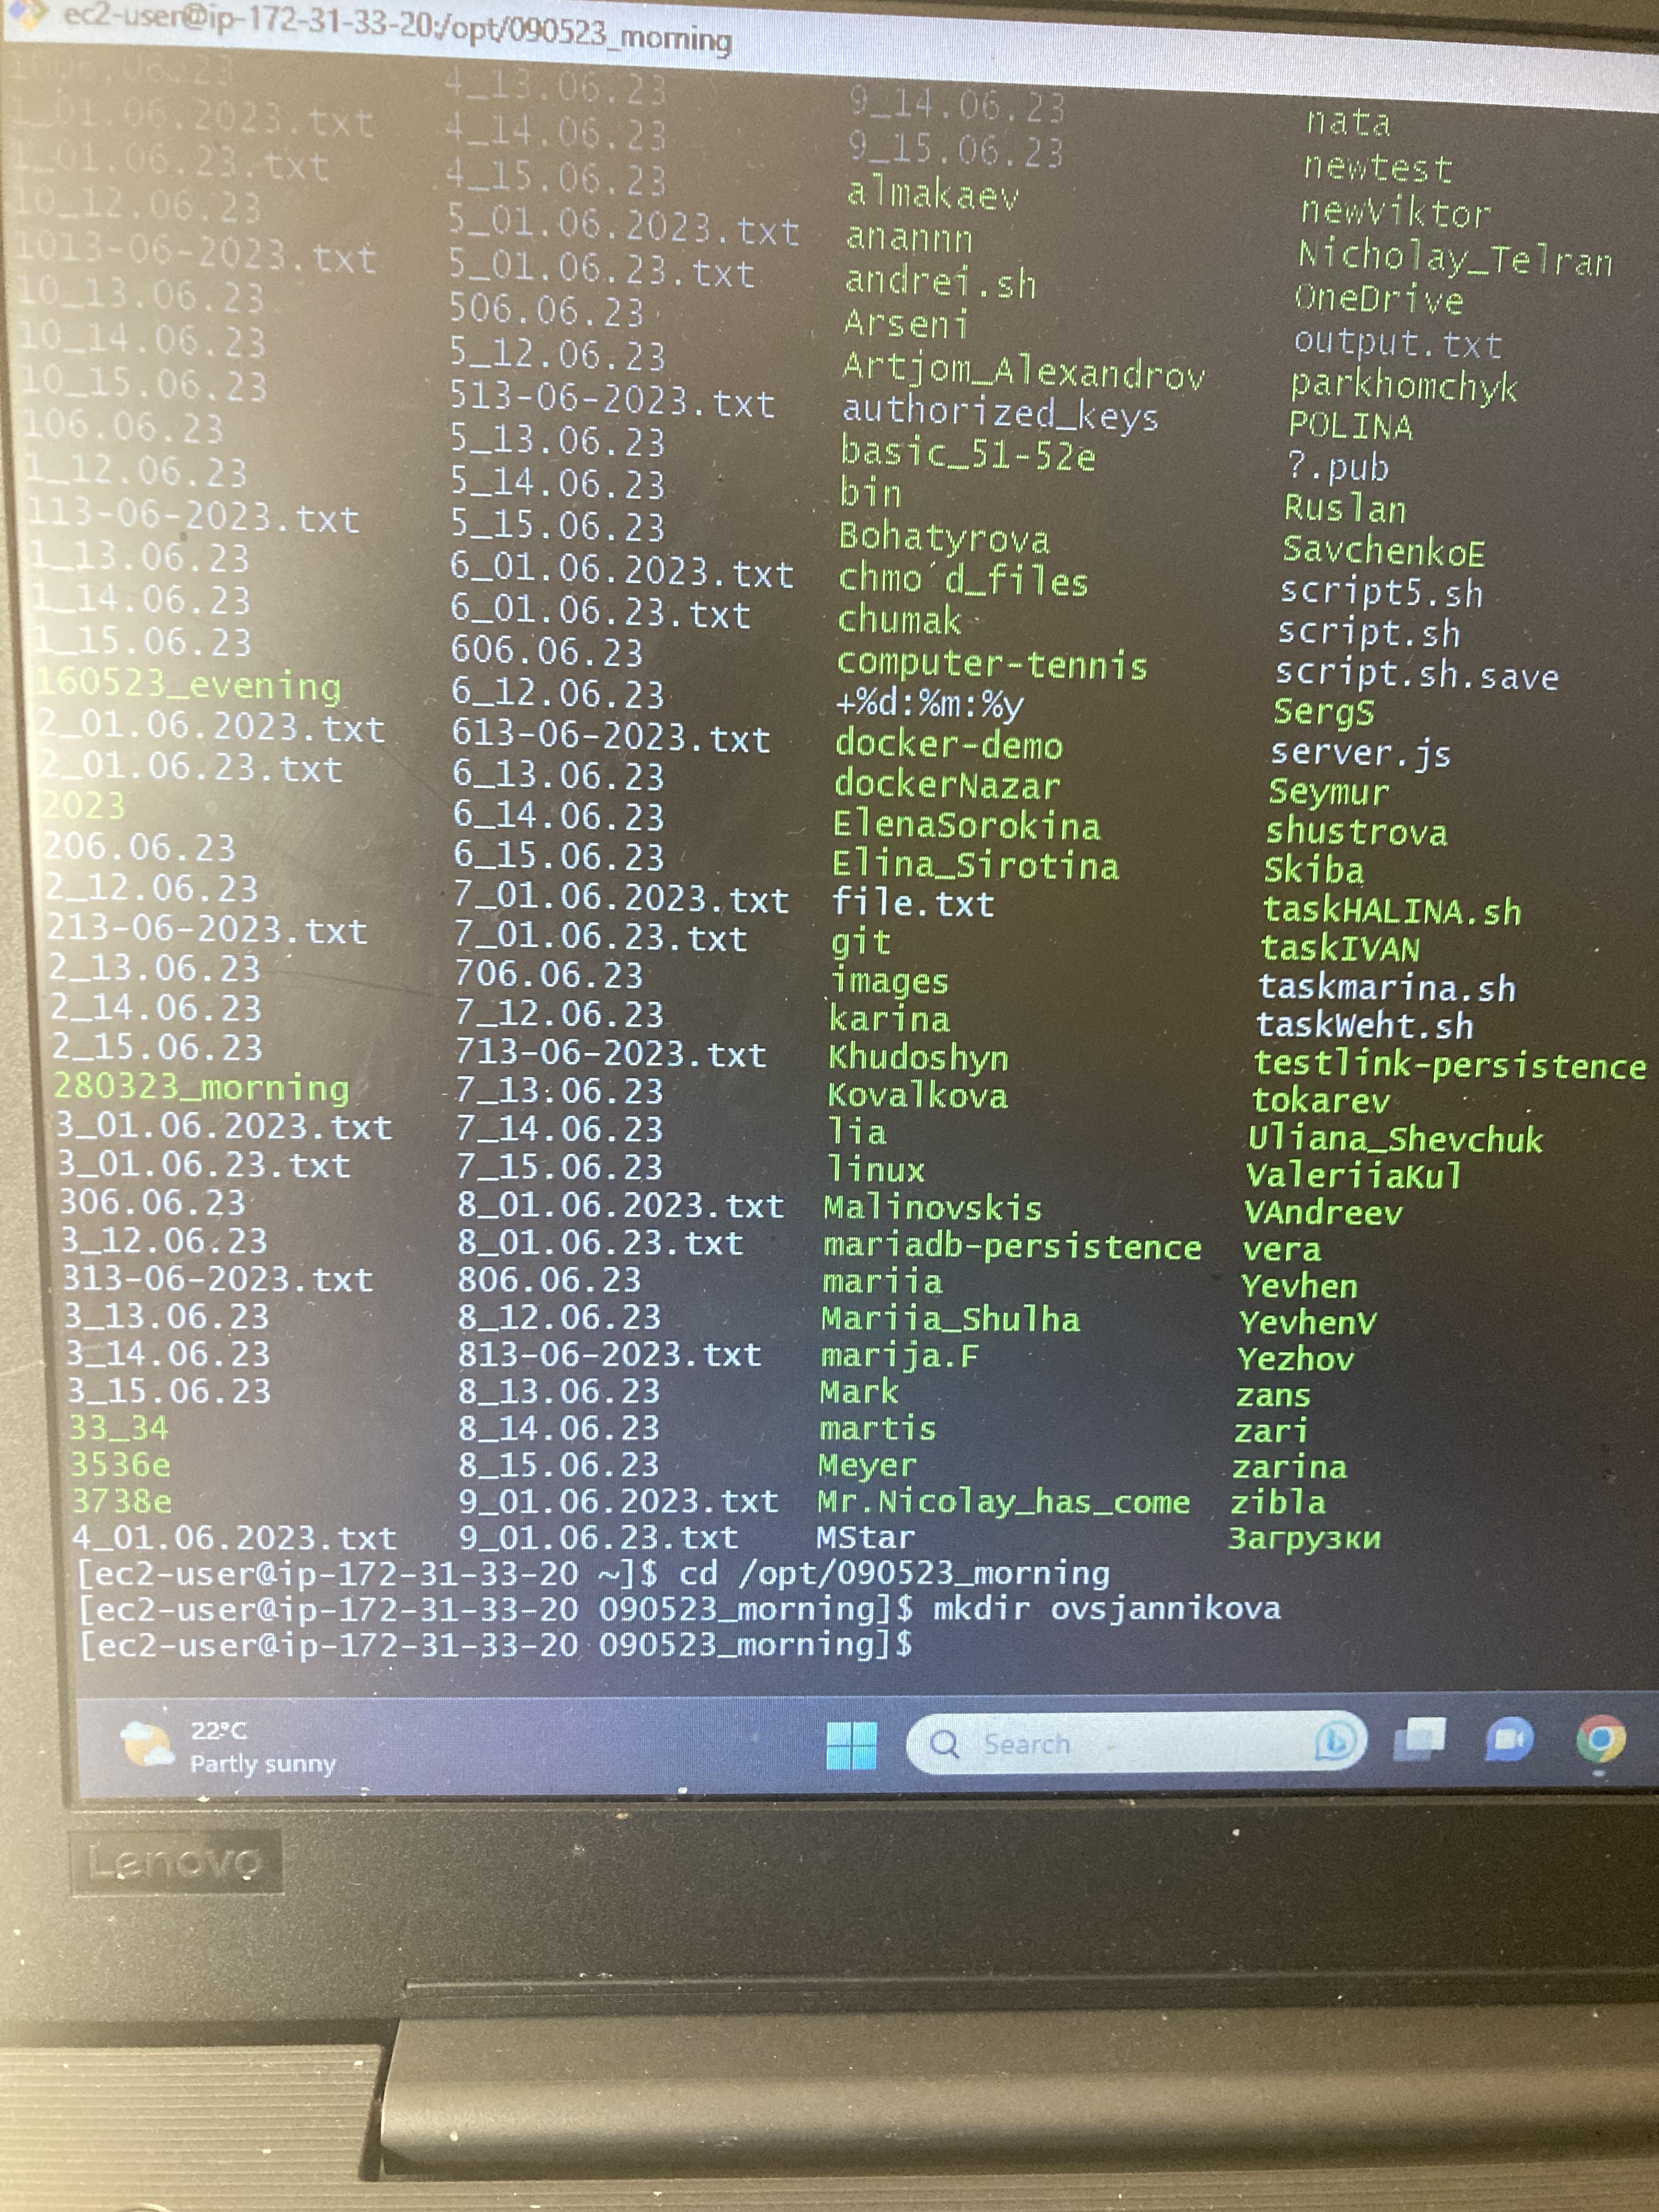 ec2-user@ip-172-31-33-20:/opt/090523_morning
4_13.06.23 9_14.06.23 nata
1_01.06.2023.txt 4_14.06.23 9_15.06.23 newtest
1_01.06.23.txt 4_15.06.23 almakaev newViktor
10_12.06.23 5_01.06.2023.txt anannn Nicholay_Telran
1013-06-2023.txt 5_01.06.23.txt andrei.sh OneDrive
10_13.06.23 506.06.23 Arseni output.txt
10_14.06.23 5_12.06.23 Artjom_Alexandrov parkhomchyk
10_15.06.23 513-06-2023.txt authorized_keys POLINA
106.06.23 5_13.06.23 basic_51-52e ?.pub
1_12.06.23 5_14.06.23 bin Ruslan
113-06-2023.txt 5_15.06.23 Bohatyrova SavchenkoE
1_13.06.23 6_01.06.2023.txt chmo d_files script5.sh
1_14.06.23 6_01.06.23.txt chumak script.sh
1_15.06.23 606.06.23 computer-tennis script.sh.save
160523_evening 6_12.06.23 +%d:%m:%y SergS
2_01.06.2023.txt 613-06-2023.txt docker-demo server.js
2_01.06.23.txt 6_13.06.23 dockerNazar Seymur
2023 6_14.06.23 ElenaSorokina shustrova
206.06.23 6_15.06.23 Elina_Sirotina Skiba
2_12.06.23 7_01.06.2023.txt file.txt taskHALINA.sh
213-06-2023.txt 7_01.06.23.txt git taskIVAN
2_13.06.23 706.06.23 images taskmarina.sh
2_14.06.23 7_12.06.23 karina taskWeht.sh
2_15.06.23 713-06-2023.txt Khudoshyn testlink-persistence
280323_morning 7_13.06.23 Kovalkova tokarev
3_01.06.2023.txt 7_14.06.23 lia Uliana_Shevchuk
3_01.06.23.txt 7_15.06.23 linux ValeriiaKul
306.06.23 8_01.06.2023.txt Malinovskis VAndreev
3_12.06.23 8_01.06.23.txt mariadb-persistence vera
313-06-2023.txt 806.06.23 mariia Yevhen
3_13.06.23 8_12.06.23 Mariia_Shulha YevhenV
3_14.06.23 813-06-2023.txt marija.F Yezhov
3_15.06.23 8_13.06.23 Mark zans
33_34 8_14.06.23 martis zari
3536e 8_15.06.23 Meyer zarina
3738e 9_01.06.2023.txt Mr.Nicolay_has_come zibla
4_01.06.2023.txt 9_01.06.23.txt MStar Загрузки
[ec2-user@ip-172-31-33-20 ~]$ cd /opt/090523_morning
[ec2-user@ip-172-31-33-20 090523_morning]$ mkdir ovsjannikova
[ec2-user@ip-172-31-33-20 090523_morning]$
22°C
Partly sunny
Search
Lenovo